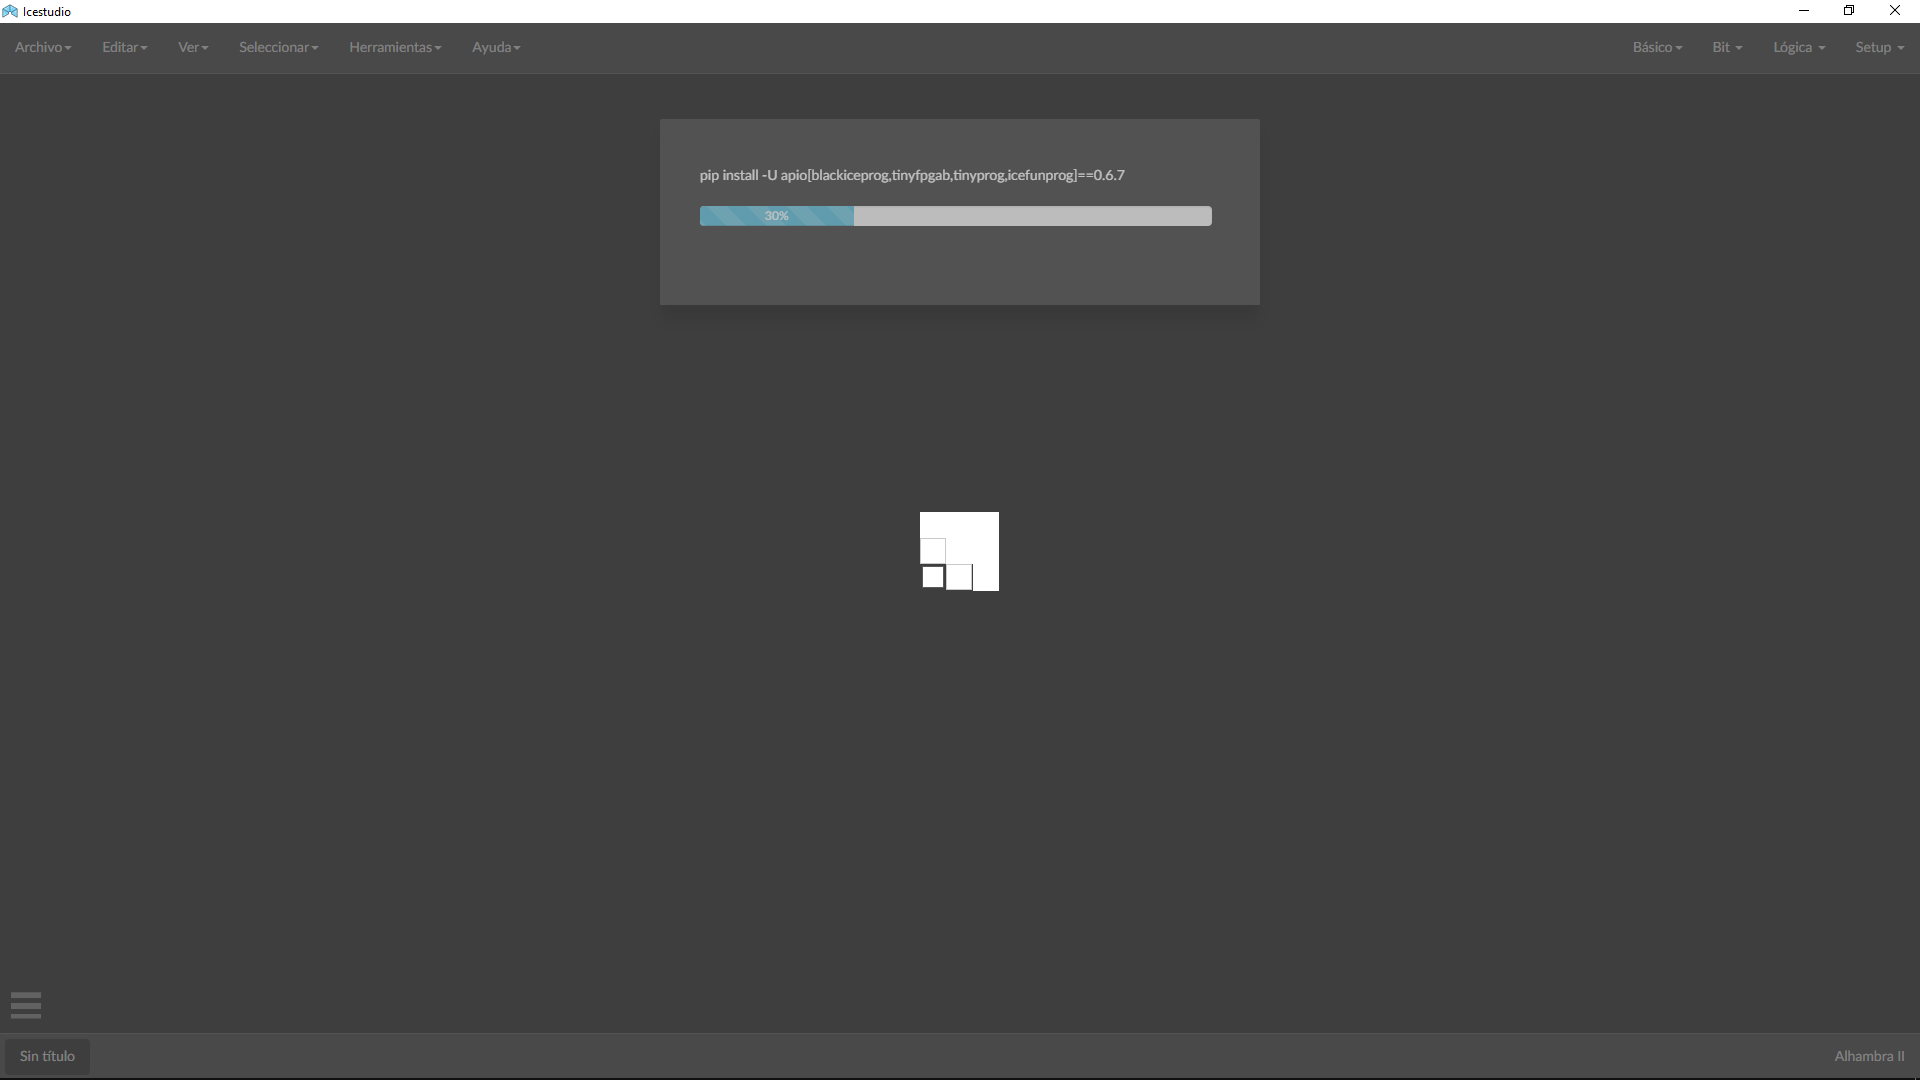 Icestudio
Archivo Editar Ver Seleccionar Herramientas Ayuda Básico Bit Lógica Setup
pip install -U apio[blackiceprog,tinyfpgab,tinyprog,icefunprog]==0.6.7
30%
Sin título Alhambra II